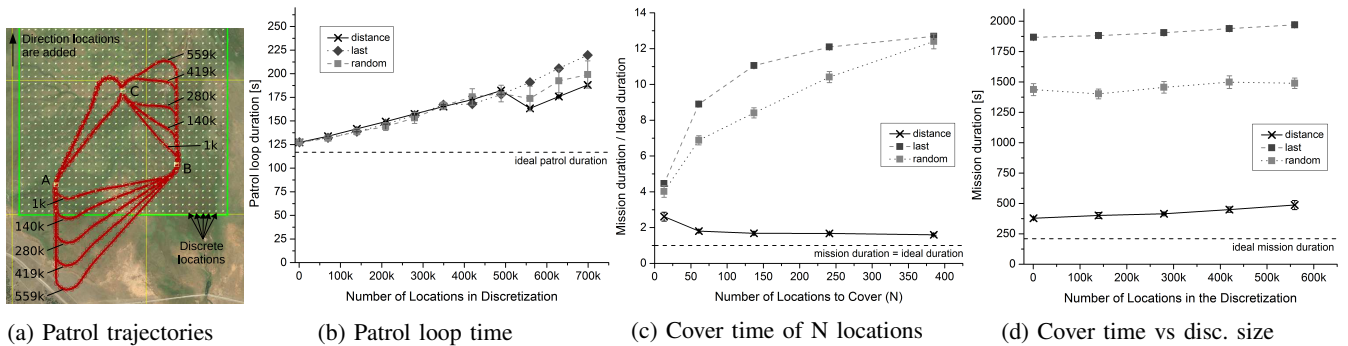 Direction locations
are added
559k
419k
280k
140k
1k
C
A
B
1k
140k
280k
419k
559k
Discrete
locations
(a) Patrol trajectories
250
225
200
175
150
125
100
75
50
25
0
Patrol loop duration [s]
distance
last
random
ideal patrol duration
0 100k 200k 300k 400k 500k 600k 700k
Number of Locations in Discretization
(b) Patrol loop time
14
12
10
8
6
4
2
0
Mission duration / Ideal duration
distance
last
random
mission duration = ideal duration
0 50 100 150 200 250 300 350 400
Number of Locations to Cover (N)
(c) Cover time of N locations
2000
1750
1500
1250
1000
750
500
250
0
Mission duration [s]
distance
last
random
ideal mission duration
0 100k 200k 300k 400k 500k 600k
Number of Locations in the Discretization
(d) Cover time vs disc. size